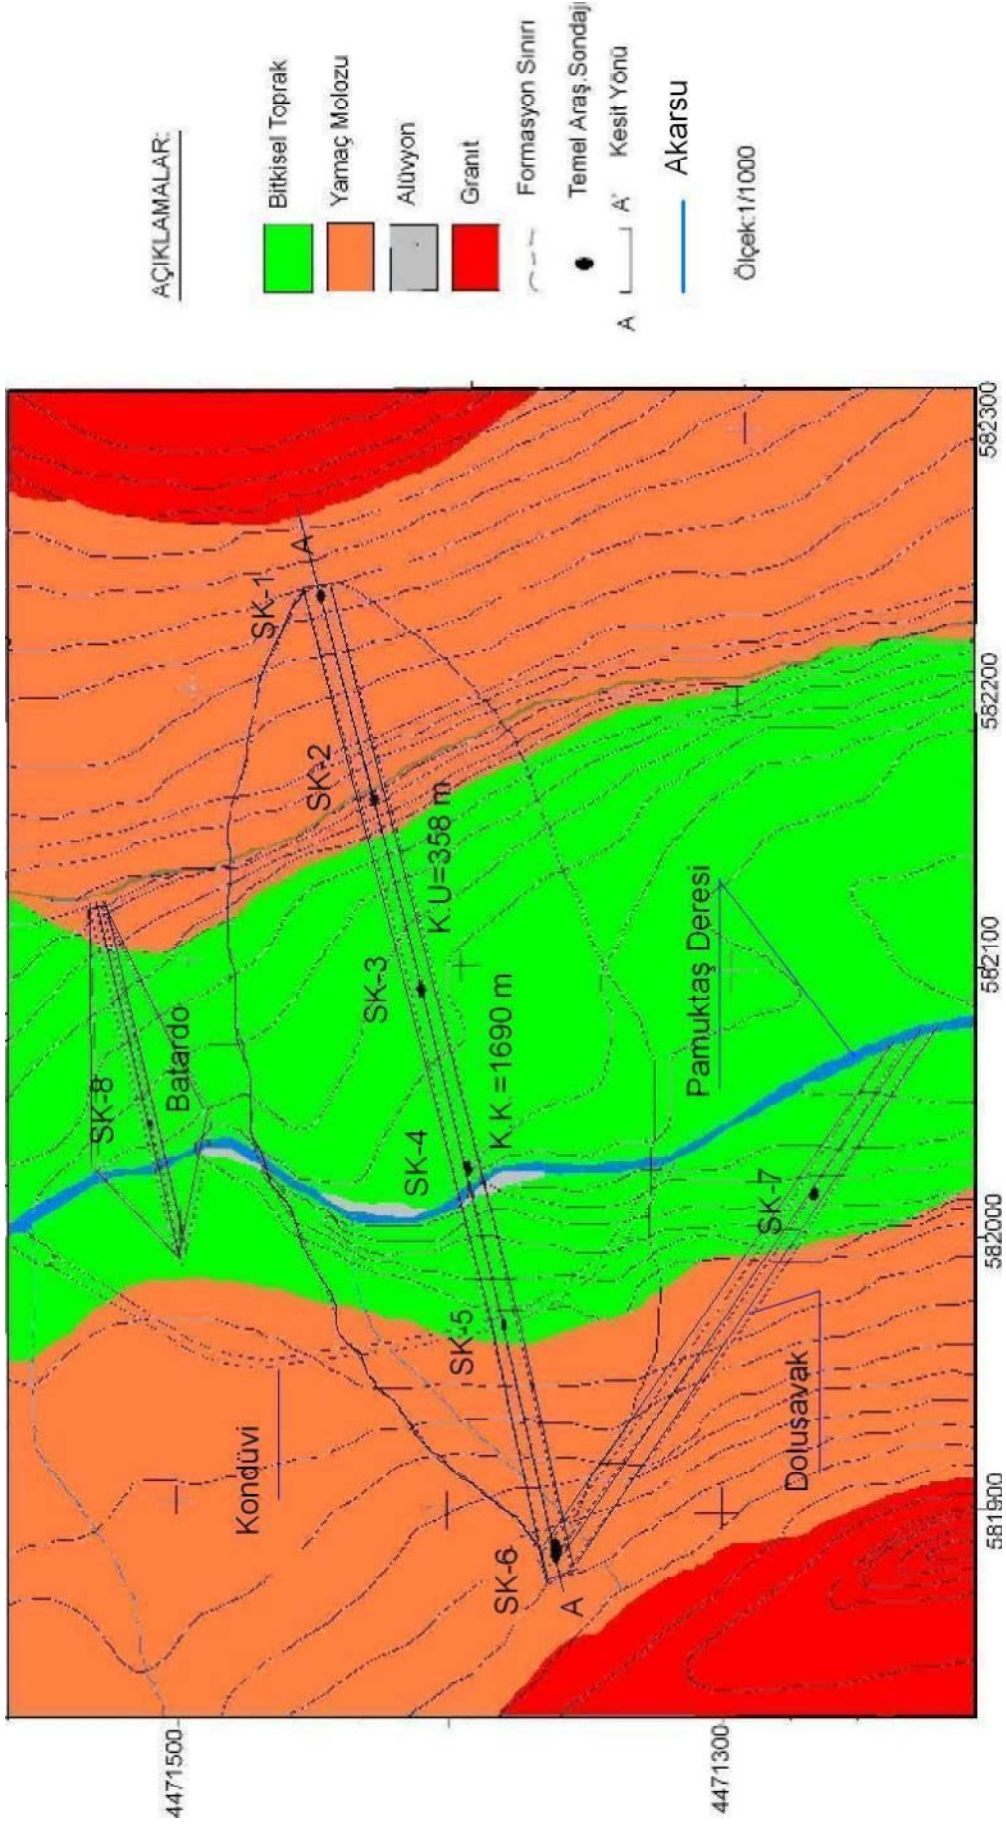 AÇIKLAMALAR:
Bitkisel Toprak
Yamaç Molozu
Alüvyon
Granit
Formasyon Sınırı
Temel Araş.Sondajı
A A' Kesit Yönü
Akarsu
Ölçek:1/1000
SK-1
A
SK-2
K.U=358 m
SK-3
K.K =1690 m
SK-4
SK-5
SK-6
A
SK-7
SK-8
Batardo
Kondüvi
Pamuktaş Deresi
Dolusavak
4471500
4471300
581900
582000
582100
582200
582300